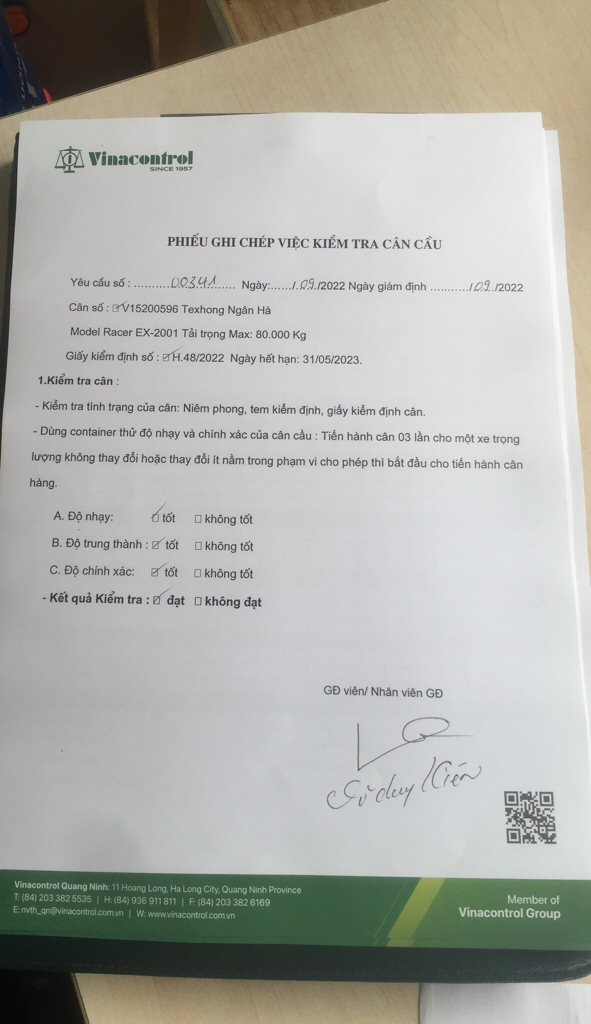 Vinacontrol
SINCE 1957
PHIẾU GHI CHÉP VIỆC KIỂM TRA CÂN CẦU
Yêu cầu số : ..........0034A...... Ngày:....../.09./2022 Ngày giám định .........../09./2022
Cân số : ☑V15200596 Texhong Ngân Hà
Model Racer EX-2001 Tải trọng Max: 80.000 Kg
Giấy kiểm định số : ☑H.48/2022 Ngày hết hạn: 31/05/2023.
1.Kiểm tra cân :
- Kiểm tra tình trạng của cân: Niêm phong, tem kiểm định, giấy kiểm định cân.
- Dùng container thử độ nhạy và chính xác của cân cầu : Tiến hành cân 03 lần cho một xe trọng
lượng không thay đổi hoặc thay đổi ít nằm trong phạm vi cho phép thì bắt đầu cho tiến hành cân
hàng.
A. Độ nhạy: ☑ tốt ☐ không tốt
B. Độ trung thành : ☑ tốt ☐ không tốt
C. Độ chính xác: ☑ tốt ☐ không tốt
- Kết quả Kiểm tra : ☑ đạt ☐ không đạt
GĐ viên/ Nhân viên GĐ
duy Kiên
Vinacontrol Quang Ninh: 11 Hoang Long, Ha Long City, Quang Ninh Province
T: (84) 203 382 5535 | H: (84) 936 911 811 | F: (84) 203 382 6169
E: nvth_qn@vinacontrol.com.vn | W: www.vinacontrol.com.vn
Member of
Vinacontrol Group